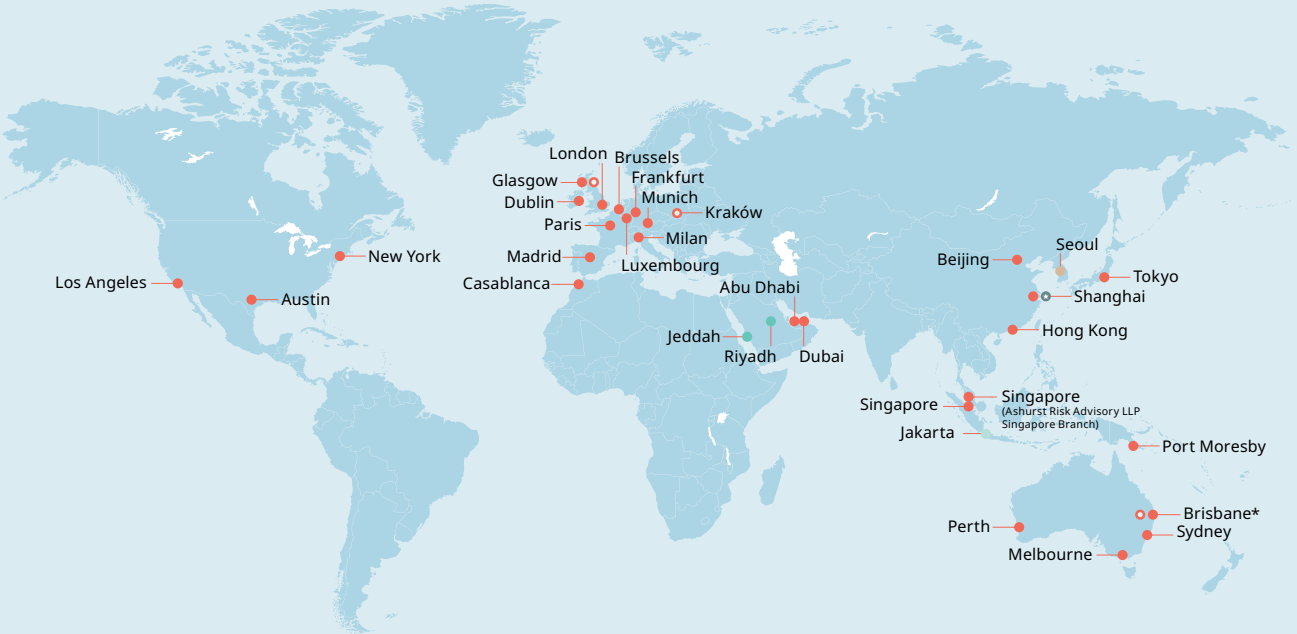 London
Brussels
Glasgow
Frankfurt
Dublin
Munich
Paris
Kraków
Milan
Madrid
Luxembourg
Casablanca
New York
Los Angeles
Austin
Abu Dhabi
Jeddah
Riyadh
Dubai
Seoul
Beijing
Tokyo
Shanghai
Hong Kong
Singapore
Singapore
(Ashurst Risk Advisory LLP
Singapore Branch)
Jakarta
Port Moresby
Perth
Brisbane*
Sydney
Melbourne